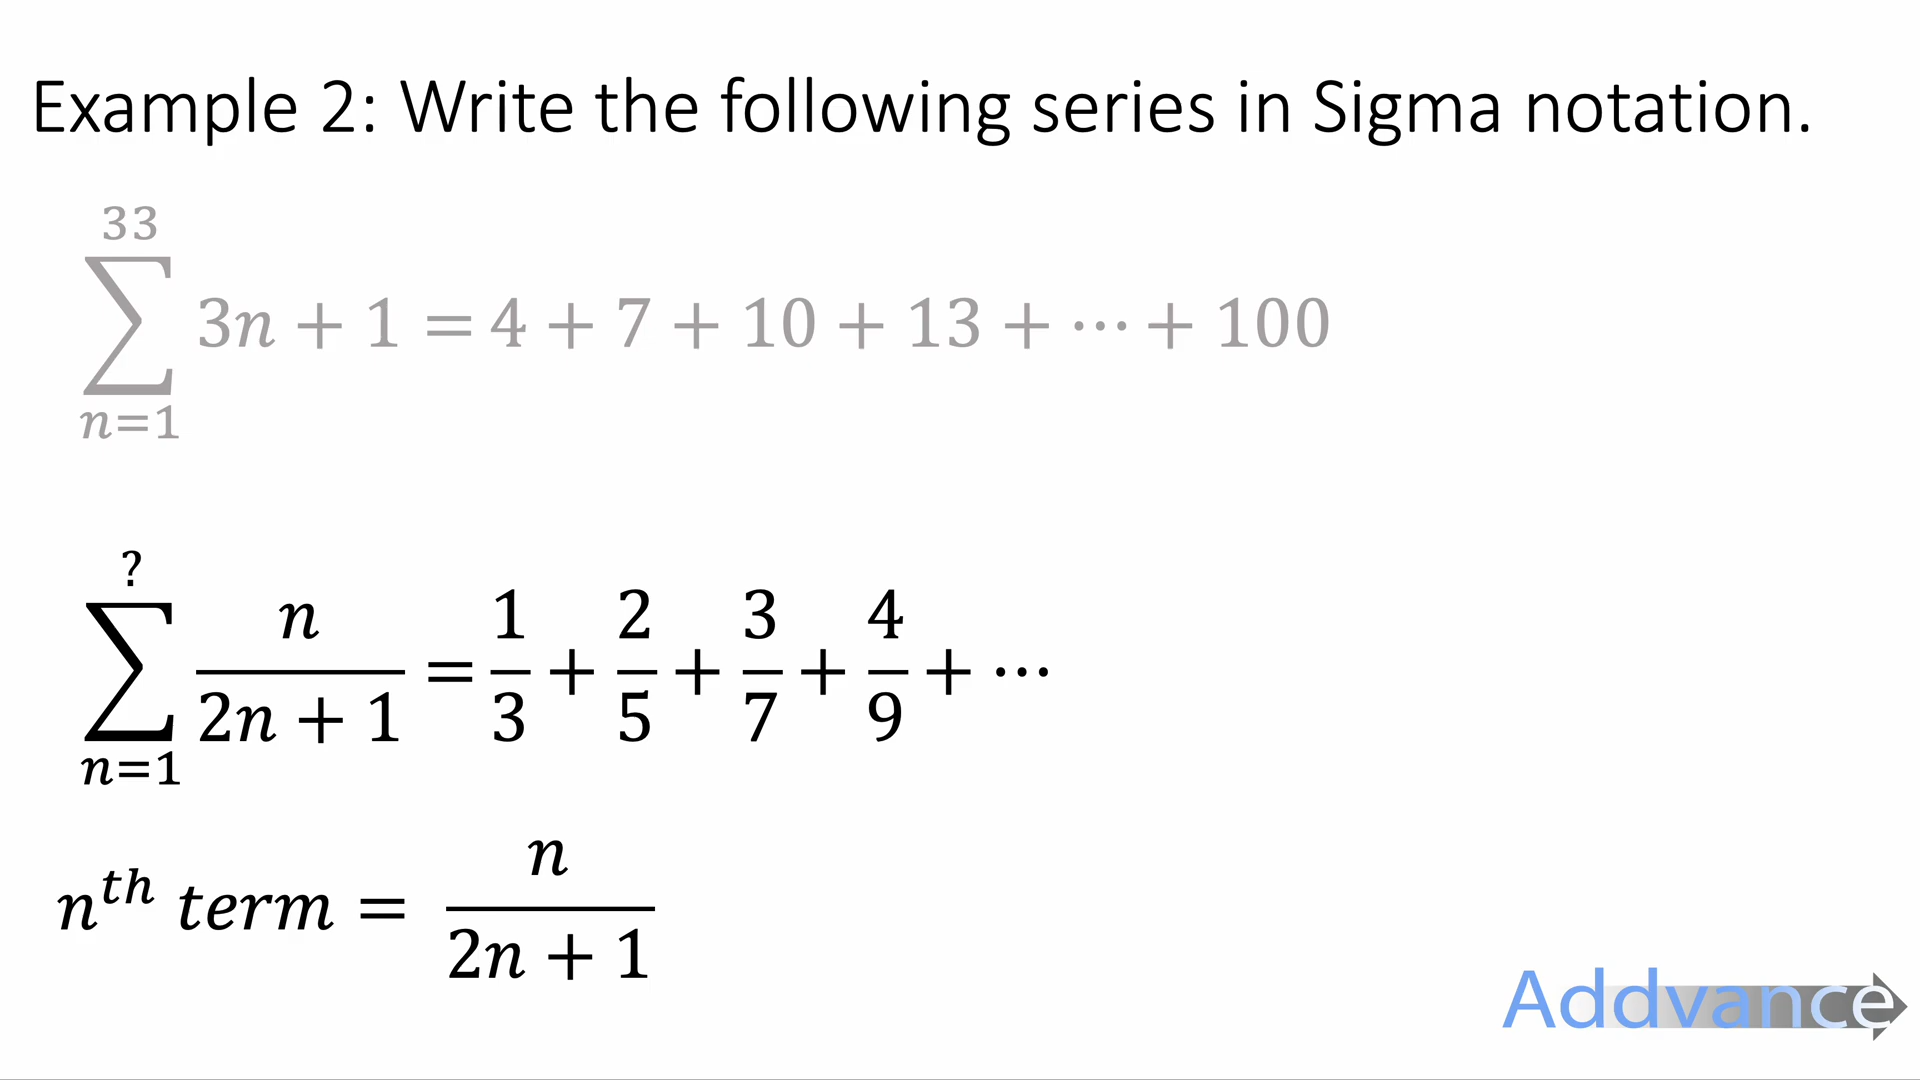 Example 2: Write the following series in Sigma notation.
33
∑ 3n + 1 = 4 + 7 + 10 + 13 + ⋯ + 100
n=1
?
∑ n/(2n + 1) = 1/3 + 2/5 + 3/7 + 4/9 + ⋯
n=1
n^th term = n/(2n + 1)
Addvance